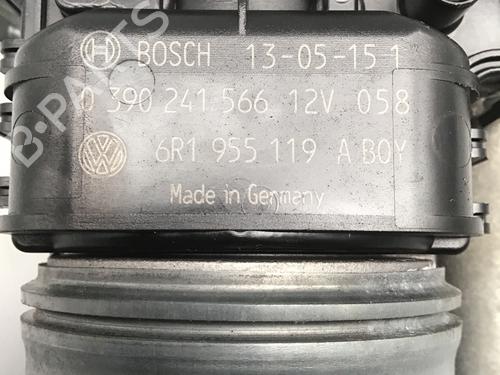 BOSCH 13-05-15 1
0 390 241 566 12V 058
6R1 955 119 A BOY
Made in Germany
B-PARTS